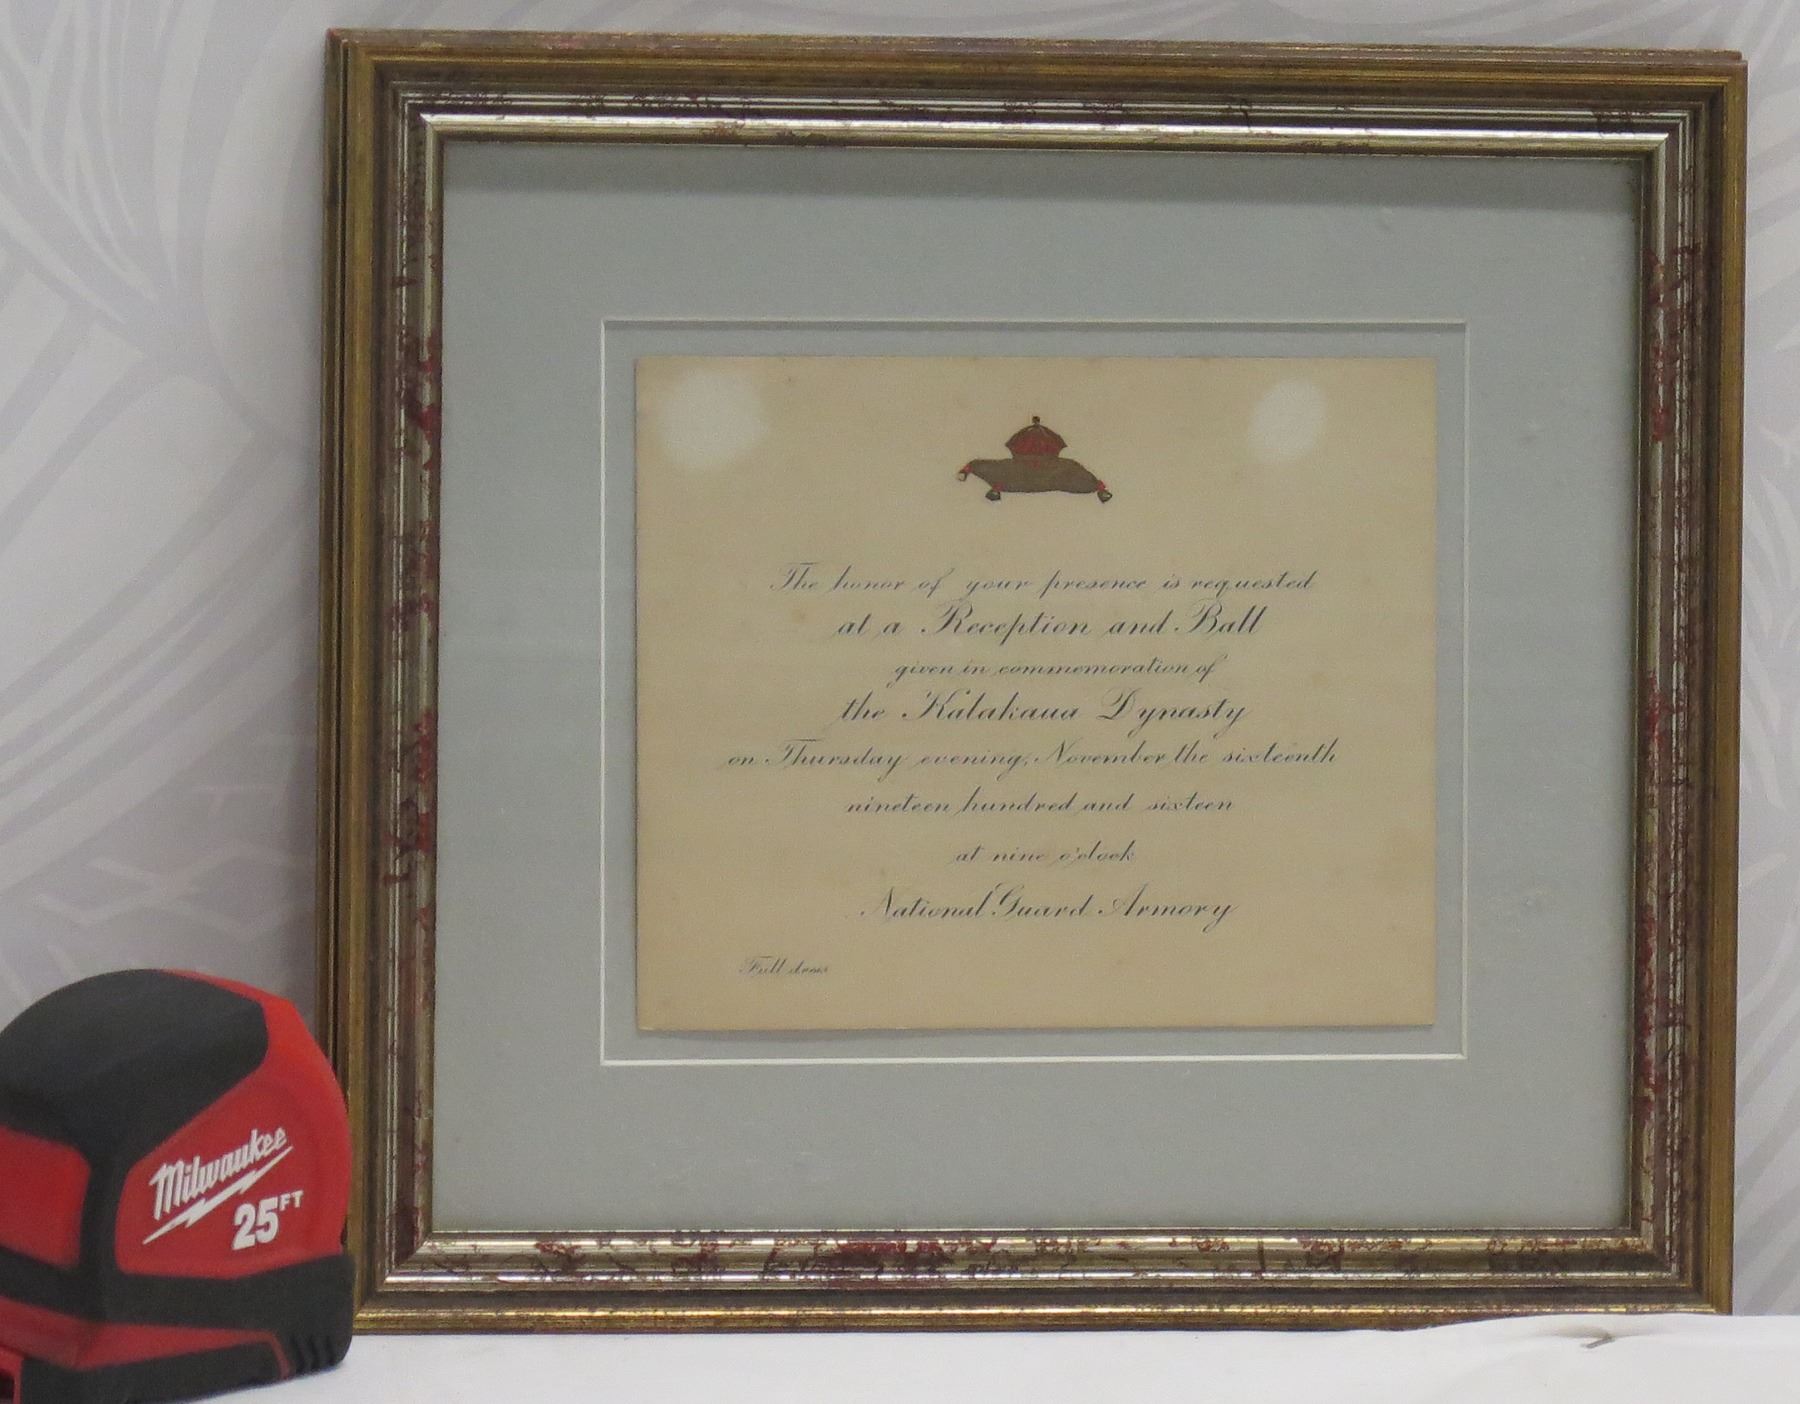 The honor of your presence is requested
at a Reception and Ball
given in commemoration of
the Kalakaua Dynasty
on Thursday evening, November the sixteenth
nineteen hundred and sixteen
at nine o'clock
National Guard Armory
Full dress
Milwaukee
25FT